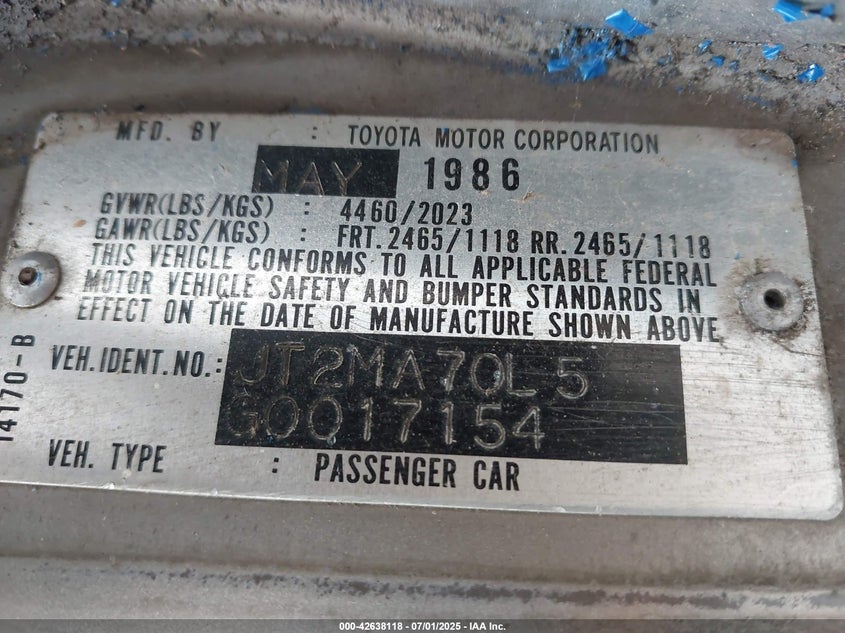 MFD. BY : TOYOTA MOTOR CORPORATION
MAY 1986
GVWR(LBS/KGS) : 4460/2023
GAWR(LBS/KGS) : FRT.2465/1118 RR.2465/1118
THIS VEHICLE CONFORMS TO ALL APPLICABLE FEDERAL
MOTOR VEHICLE SAFETY AND BUMPER STANDARDS IN
EFFECT ON THE DATE OF MANUFACTURE SHOWN ABOVE
VEH.IDENT.NO.: JT2MA70L5
G0017154
VEH. TYPE : PASSENGER CAR
14170-B
000-42638118 - 07/01/2025 - IAA Inc.